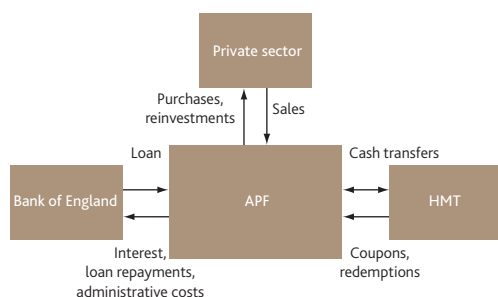 Private sector
Purchases,
reinvestments
Sales
Loan
Cash transfers
Bank of England
APF
HMT
Interest,
loan repayments,
administrative costs
Coupons,
redemptions